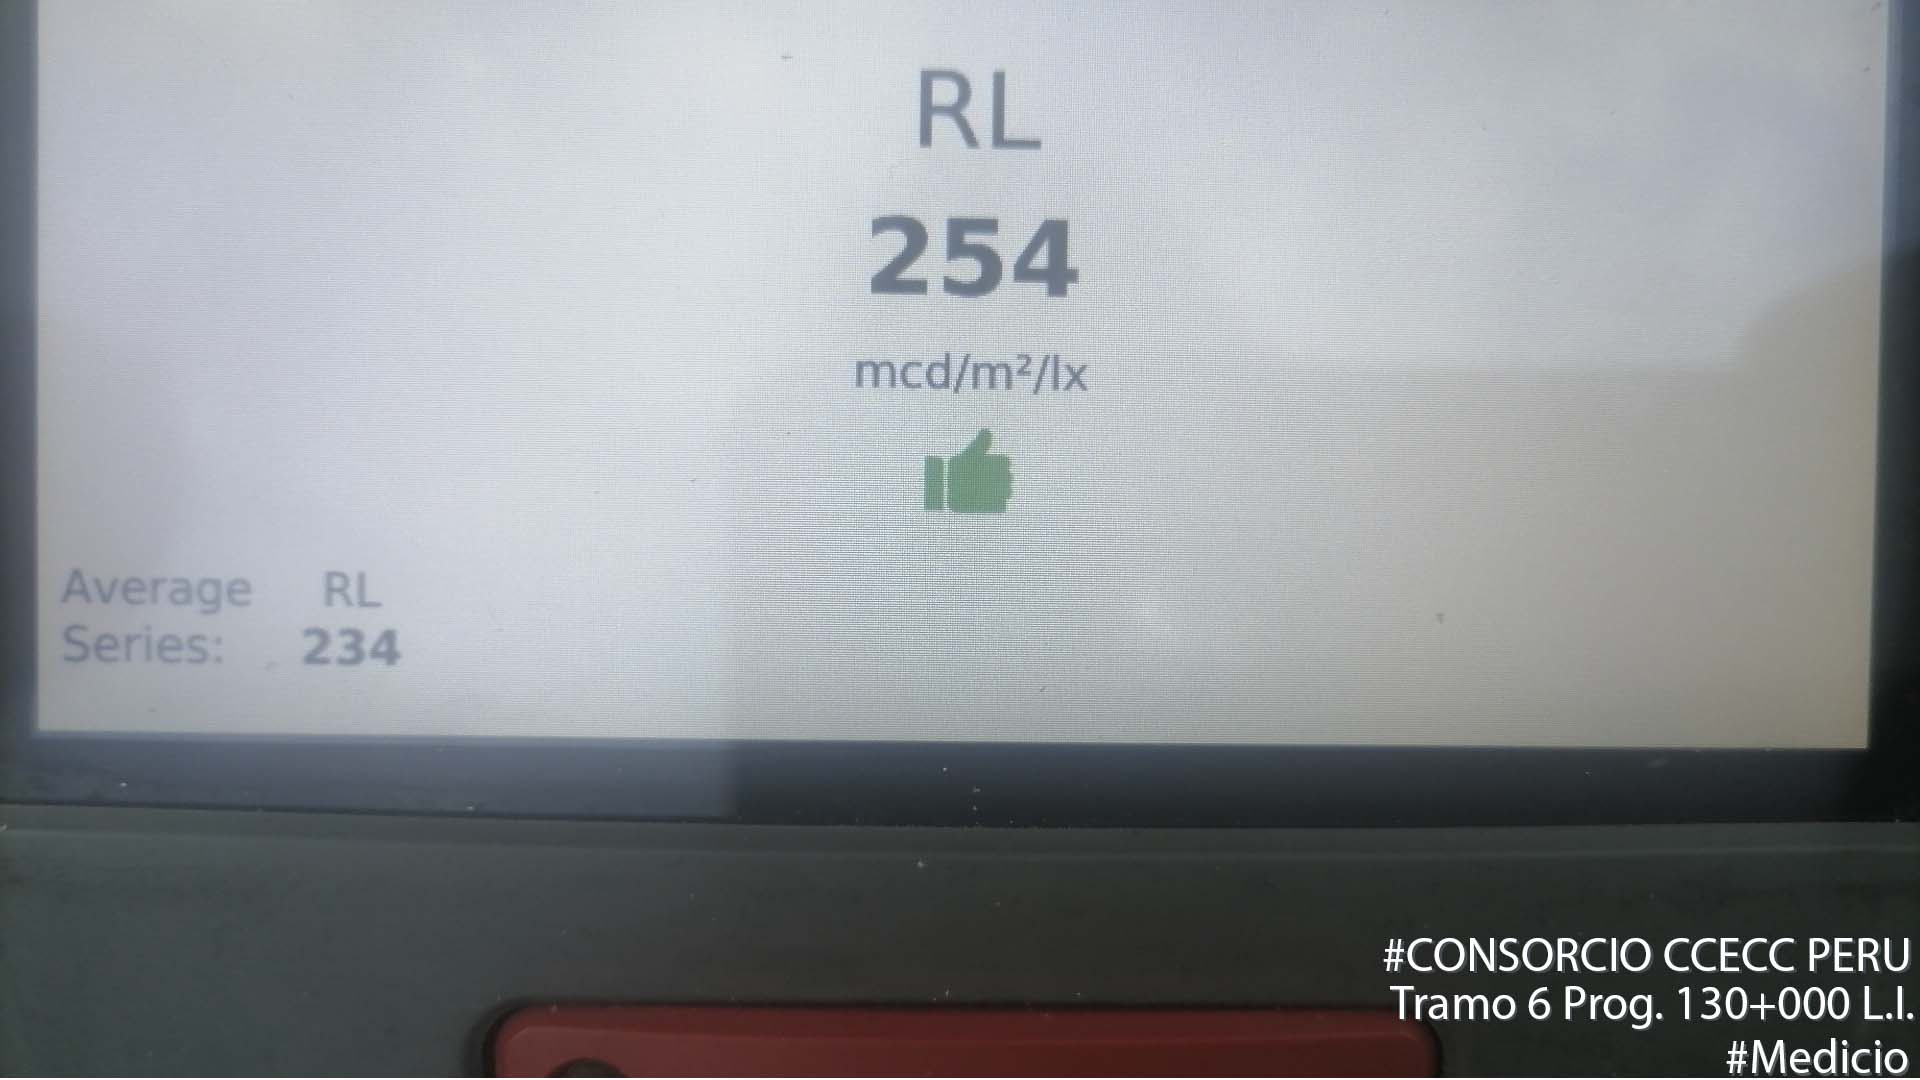 RL
254
mcd/m²/lx
Average RL
Series: 234
#CONSORCIO CCECC PERU
Tramo 6 Prog. 130+000 L.I.
#Medicio